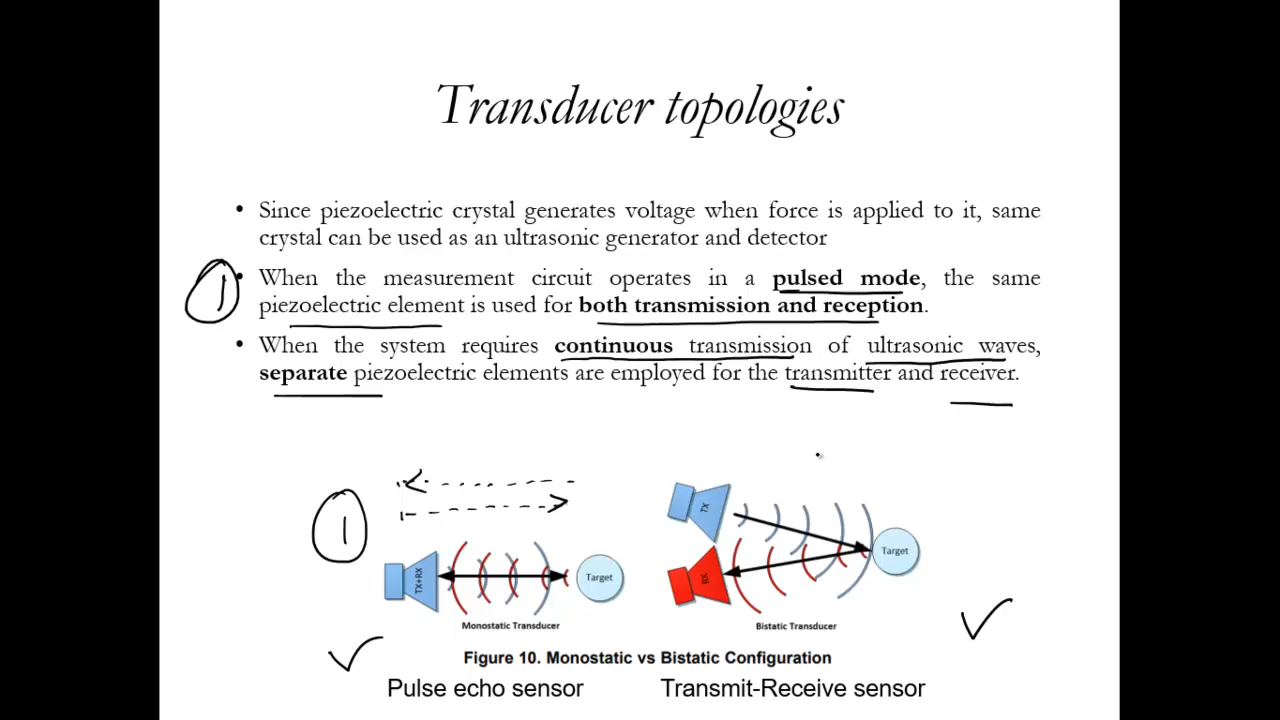 Transducer topologies
• Since piezoelectric crystal generates voltage when force is applied to it, same
crystal can be used as an ultrasonic generator and detector
1 • When the measurement circuit operates in a pulsed mode, the same
piezoelectric element is used for both transmission and reception.
• When the system requires continuous transmission of ultrasonic waves,
separate piezoelectric elements are employed for the transmitter and receiver.
1
TX+RX
Target
Monostatic Transducer
TX
RX
Target
Bistatic Transducer
Figure 10. Monostatic vs Bistatic Configuration
Pulse echo sensor
Transmit-Receive sensor